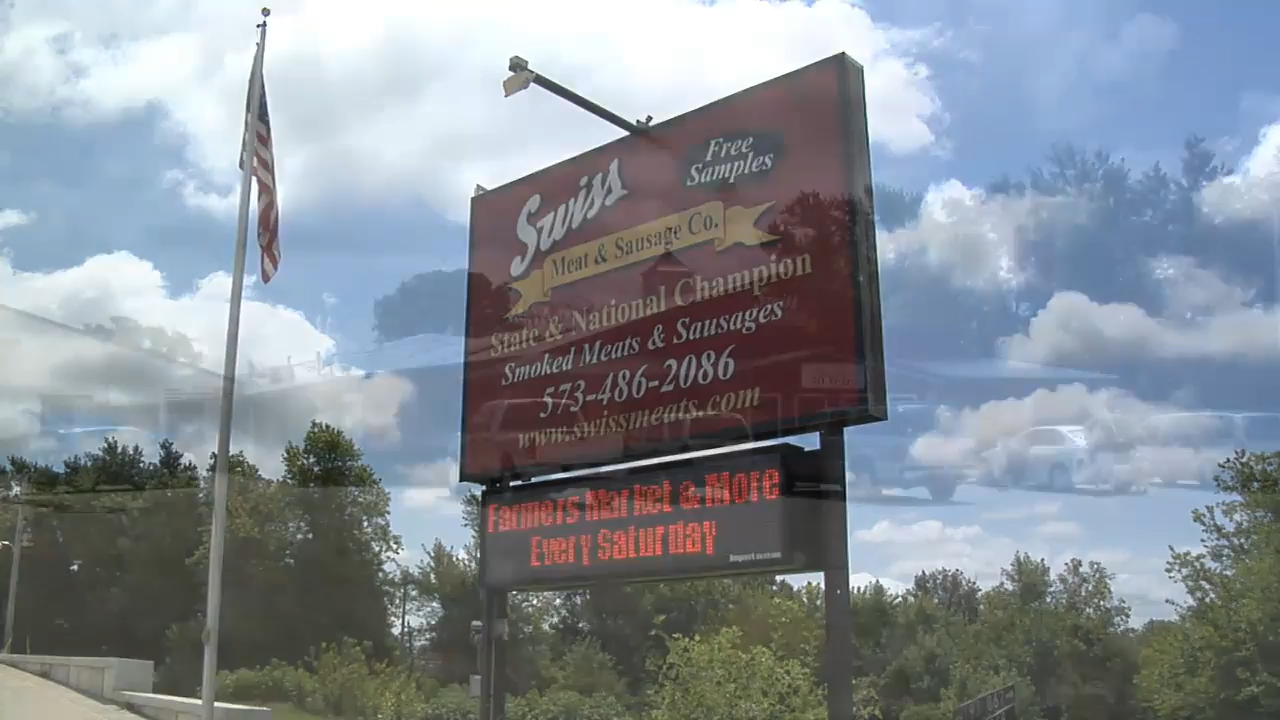 Free
Samples
Swiss
Meat & Sausage Co.
State & National Champion
Smoked Meats & Sausages
573-486-2086
www.swissmeats.com
Farmers Market & More
Every Saturday